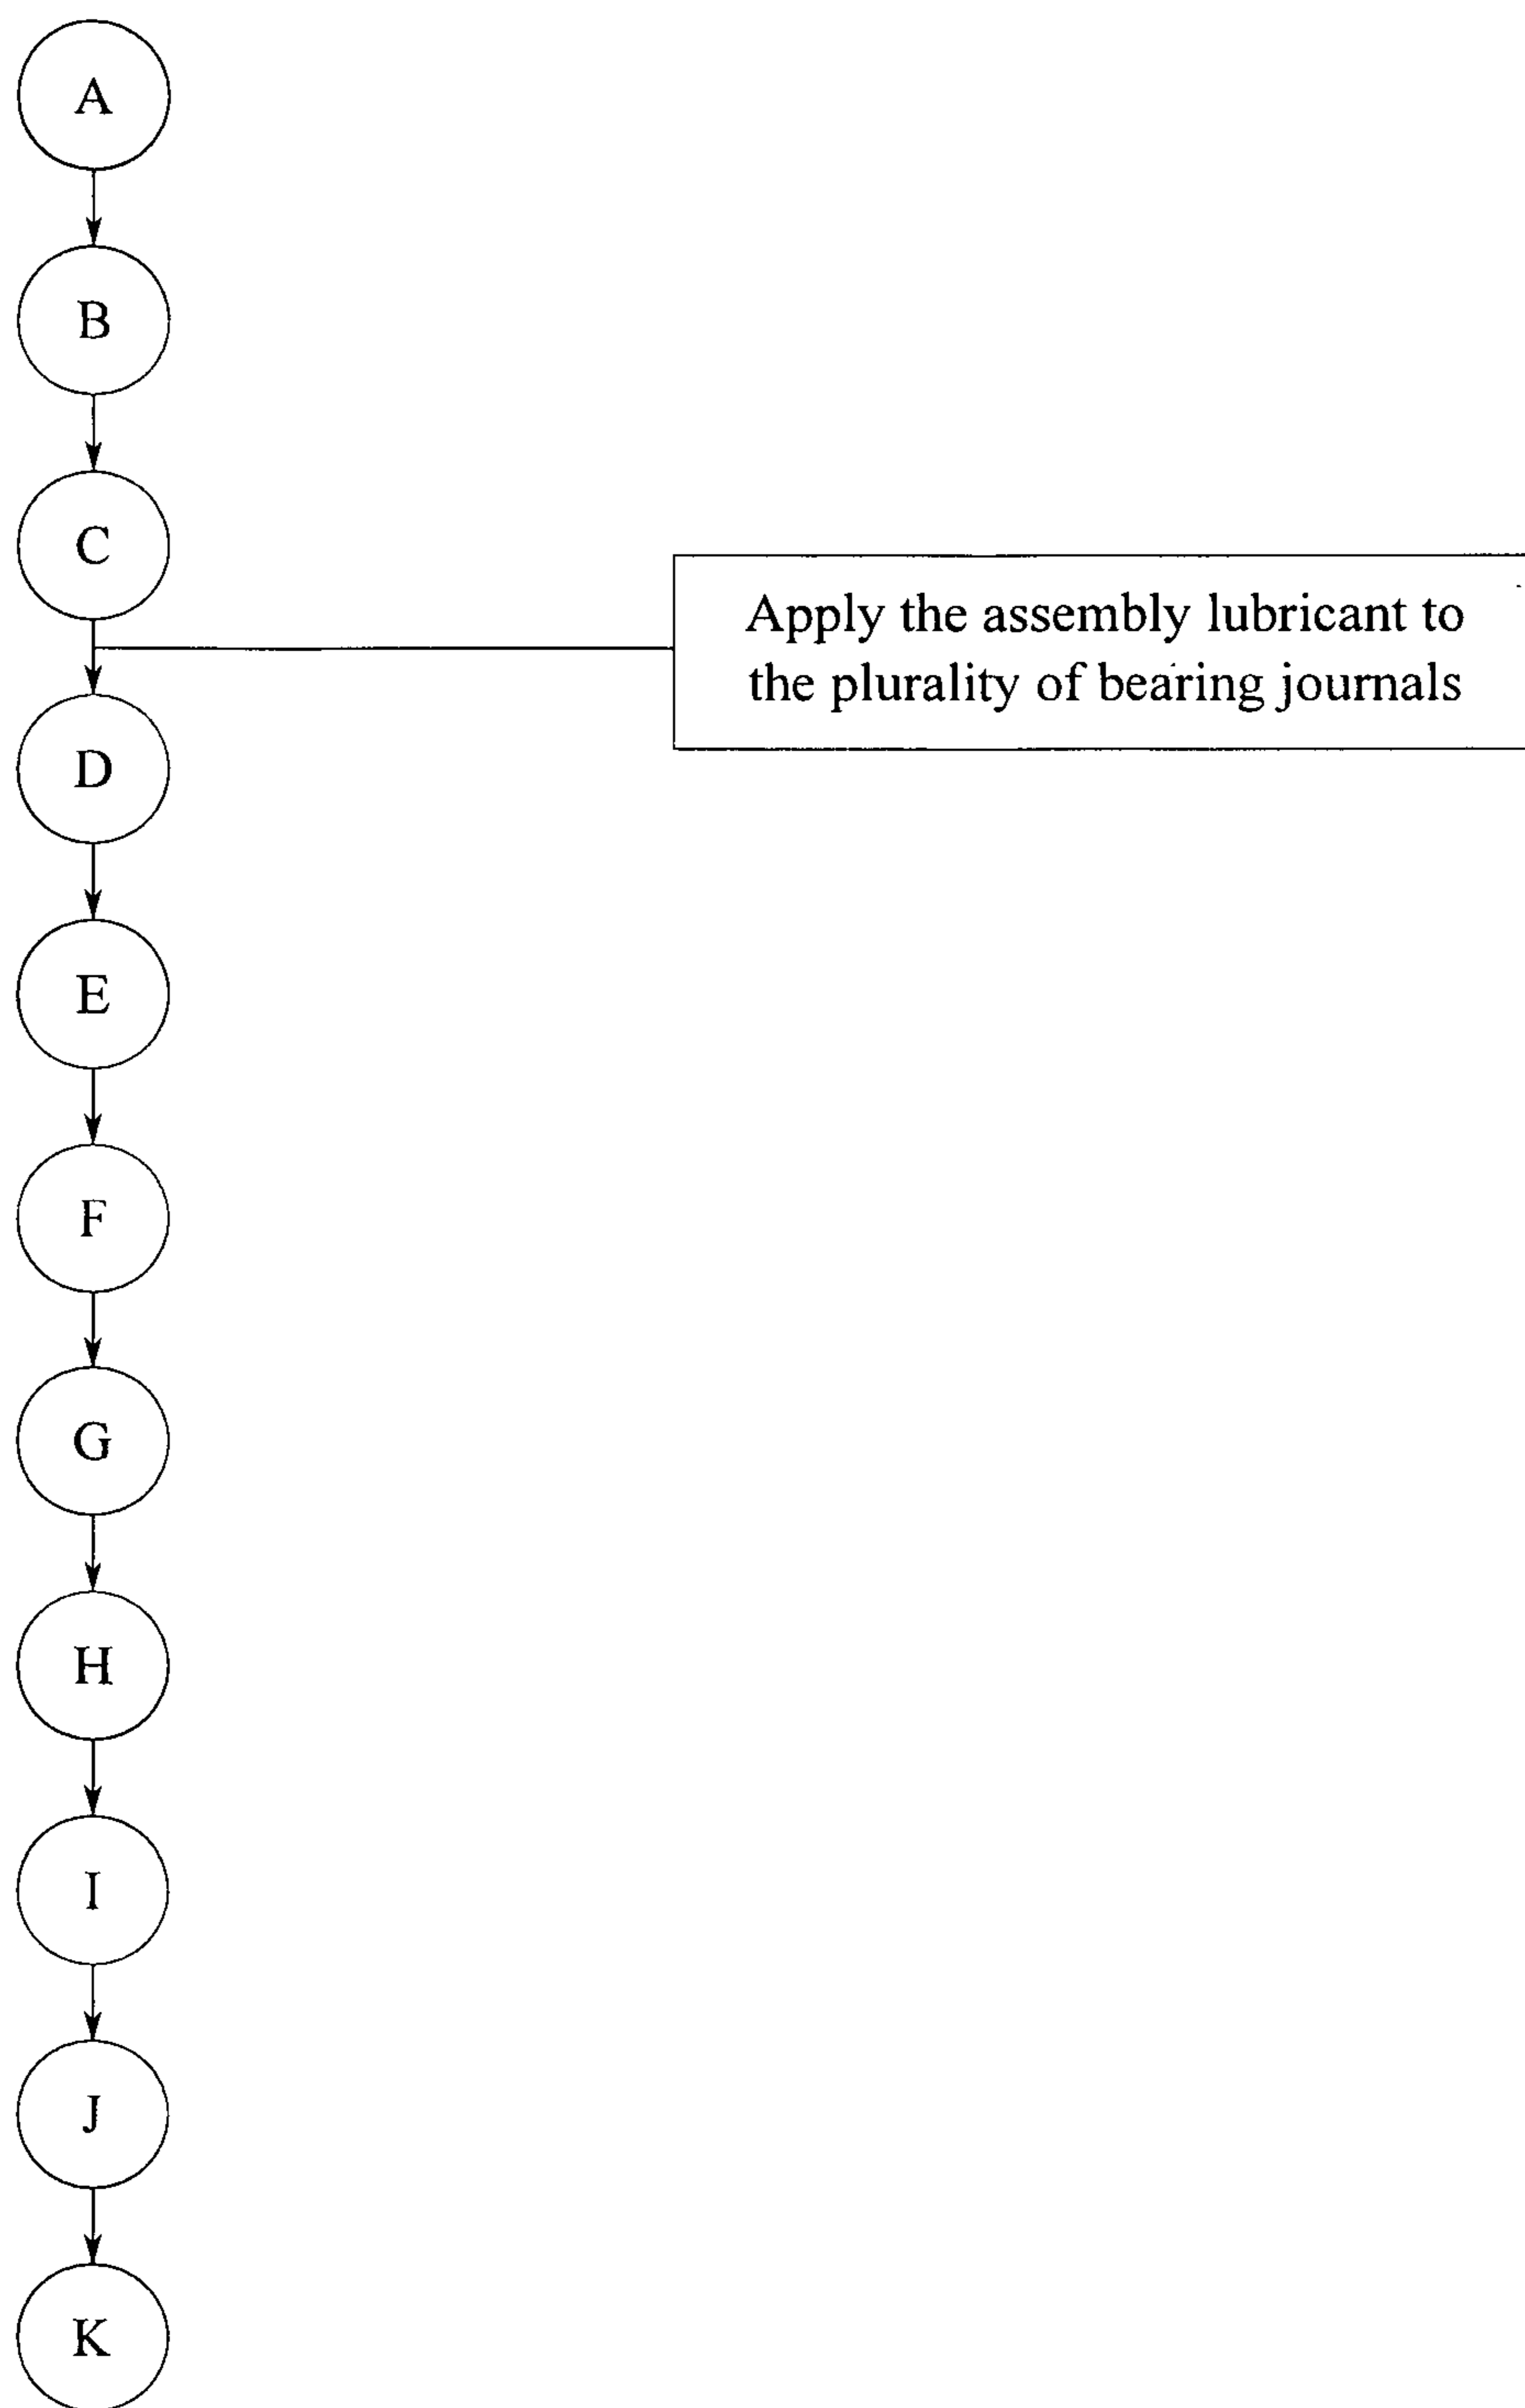 A
B
C
Apply the assembly lubricant to
the plurality of bearing journals
D
E
F
G
H
I
J
K